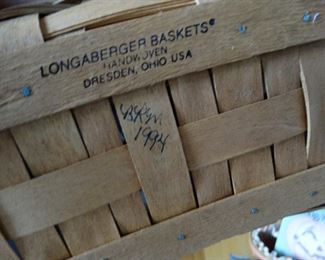 LONGABERGER BASKETS®
HANDWOVEN
DRESDEN, OHIO USA
1994